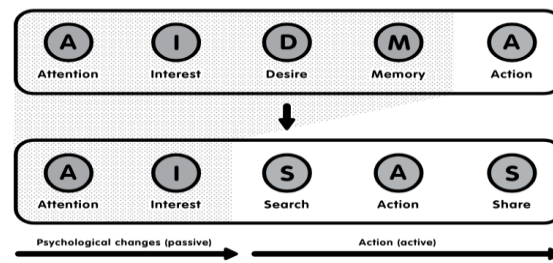 A I D M A
Attention Interest Desire Memory Action
A I S A S
Attention Interest Search Action Share
Psychological changes (passive) Action (active)